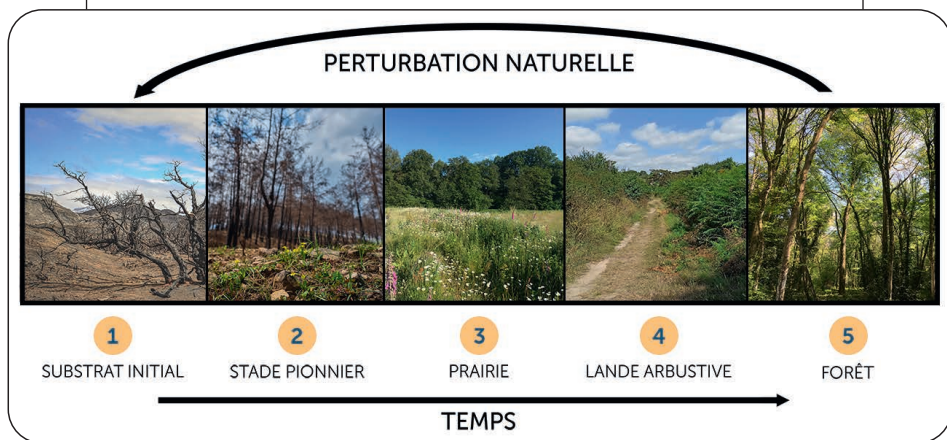 PERTURBATION NATURELLE
1 2 3 4 5
SUBSTRAT INITIAL STADE PIONNIER PRAIRIE LANDE ARBUSTIVE FORÊT
TEMPS